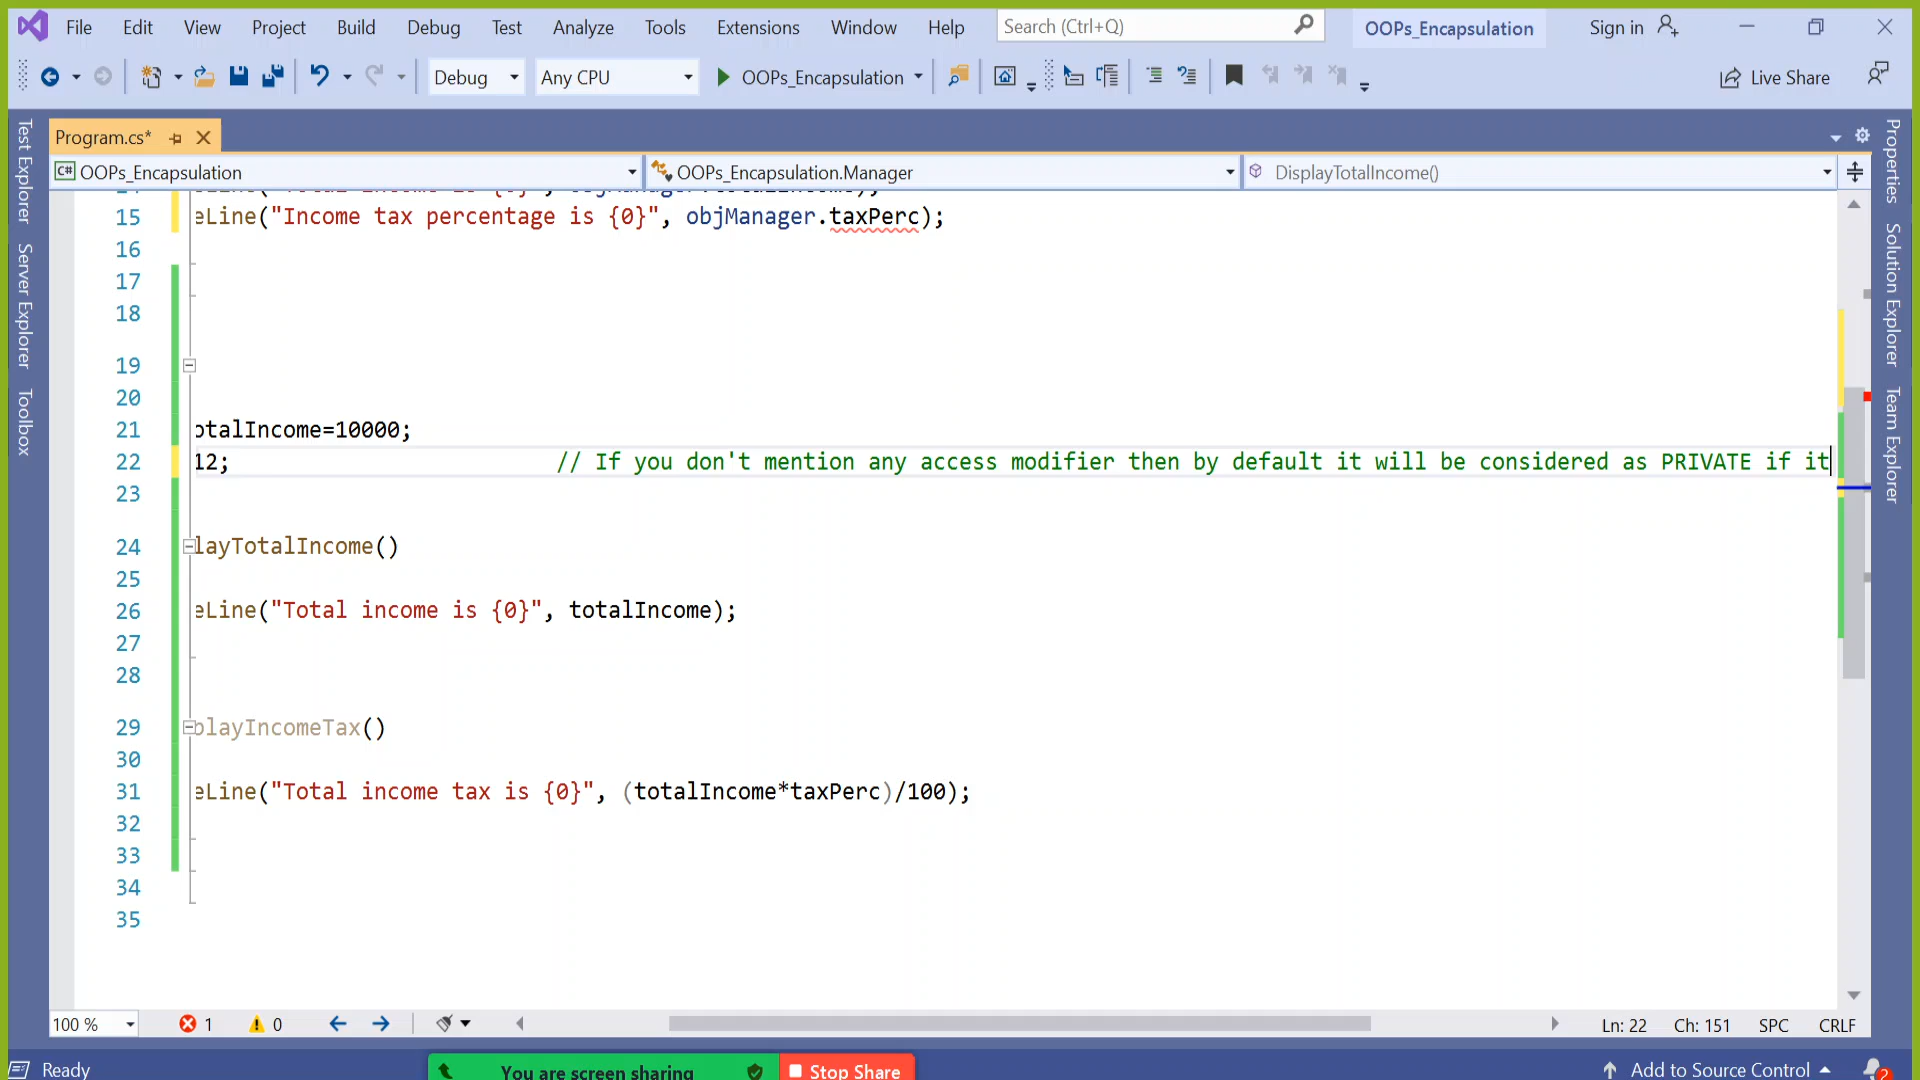 File Edit View Project Build Debug Test Analyze Tools Extensions Window Help Search (Ctrl+Q) OOPs_Encapsulation Sign in
Debug Any CPU OOPs_Encapsulation Live Share
Program.cs*
C# OOPs_Encapsulation OOPs_Encapsulation.Manager DisplayTotalIncome()
15 eLine("Income tax percentage is {0}", objManager.taxPerc);
16
17
18
19
20
21 otalIncome=10000;
22 12; // If you don't mention any access modifier then by default it will be considered as PRIVATE if it
23
24 layTotalIncome()
25
26 eLine("Total income is {0}", totalIncome);
27
28
29 playIncomeTax()
30
31 eLine("Total income tax is {0}", (totalIncome*taxPerc)/100);
32
33
34
35
Test Explorer
Server Explorer
Toolbox
Properties
Solution Explorer
Team Explorer
100 % 1 0 Ln: 22 Ch: 151 SPC CRLF
Ready You are screen sharing Stop Share Add to Source Control 2